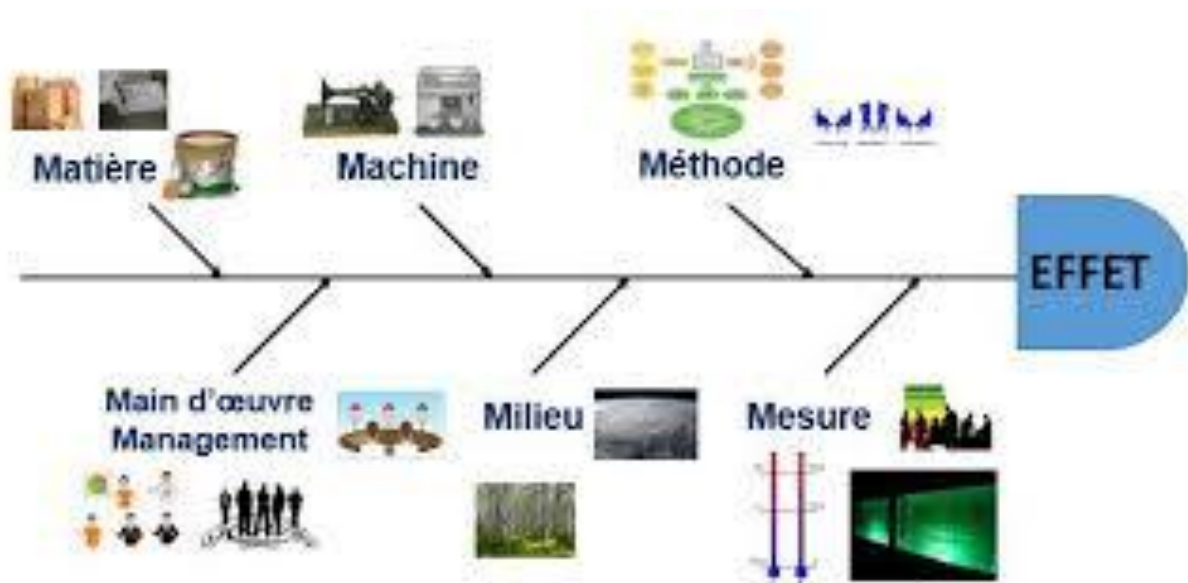 Matière
Machine
Méthode
EFFET
Main d'œuvre
Management
Milieu
Mesure